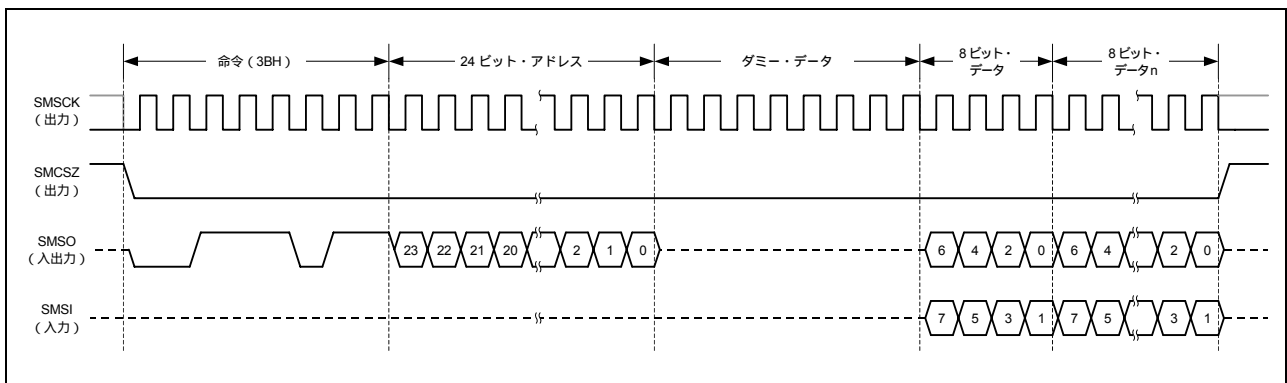 命令（3BH）
24 ビット・アドレス
ダミー・データ
8 ビット・
データ
8 ビット・
データn
SMSCK
（出力）
SMCSZ
（出力）
SMSO
（入出力）
23 22 21 20 2 1 0 6 4 2 0 6 4 2 0
SMSI
（入力）
7 5 3 1 7 5 3 1